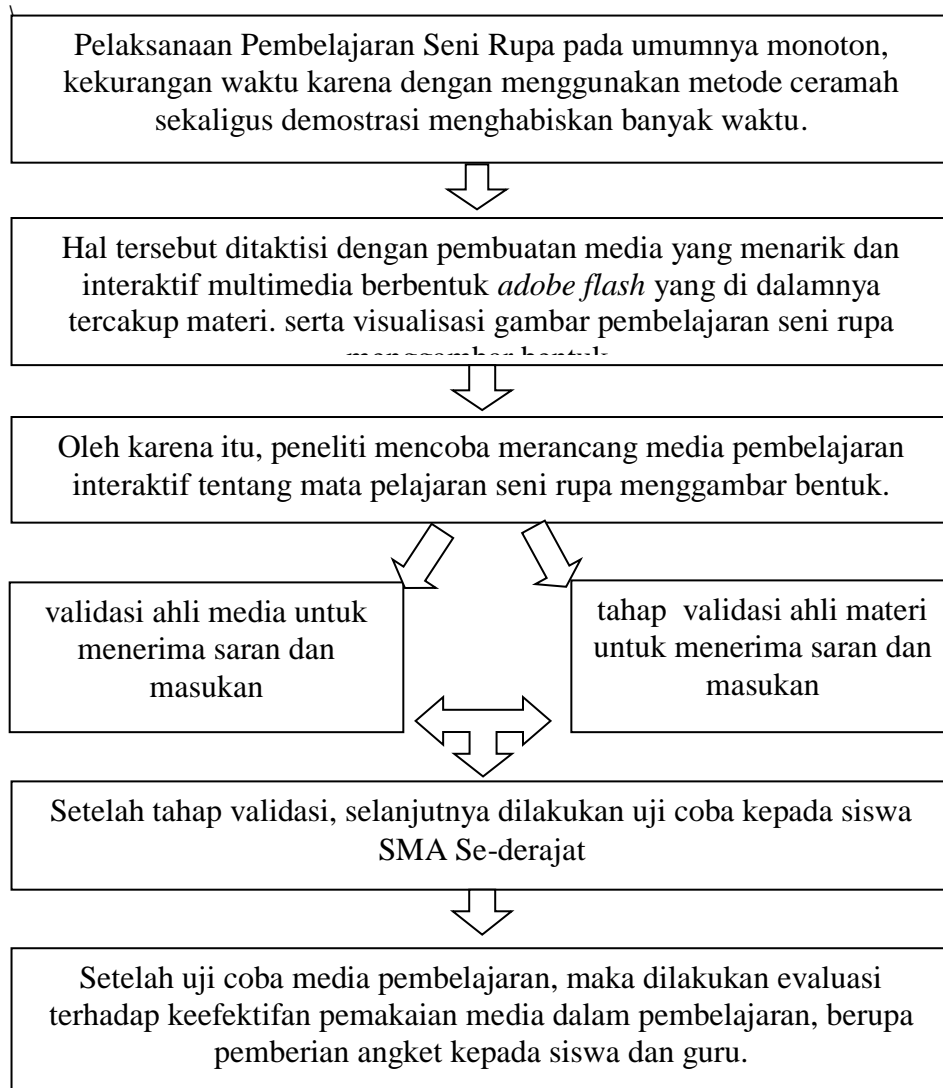 Pelaksanaan Pembelajaran Seni Rupa pada umumnya monoton,
kekurangan waktu karena dengan menggunakan metode ceramah
sekaligus demostrasi menghabiskan banyak waktu.
Hal tersebut ditaktisi dengan pembuatan media yang menarik dan
interaktif multimedia berbentuk adobe flash yang di dalamnya
tercakup materi. serta visualisasi gambar pembelajaran seni rupa
menggambar bentuk
Oleh karena itu, peneliti mencoba merancang media pembelajaran
interaktif tentang mata pelajaran seni rupa menggambar bentuk.
validasi ahli media untuk
menerima saran dan
masukan
tahap validasi ahli materi
untuk menerima saran dan
masukan
Setelah tahap validasi, selanjutnya dilakukan uji coba kepada siswa
SMA Se-derajat
Setelah uji coba media pembelajaran, maka dilakukan evaluasi
terhadap keefektifan pemakaian media dalam pembelajaran, berupa
pemberian angket kepada siswa dan guru.